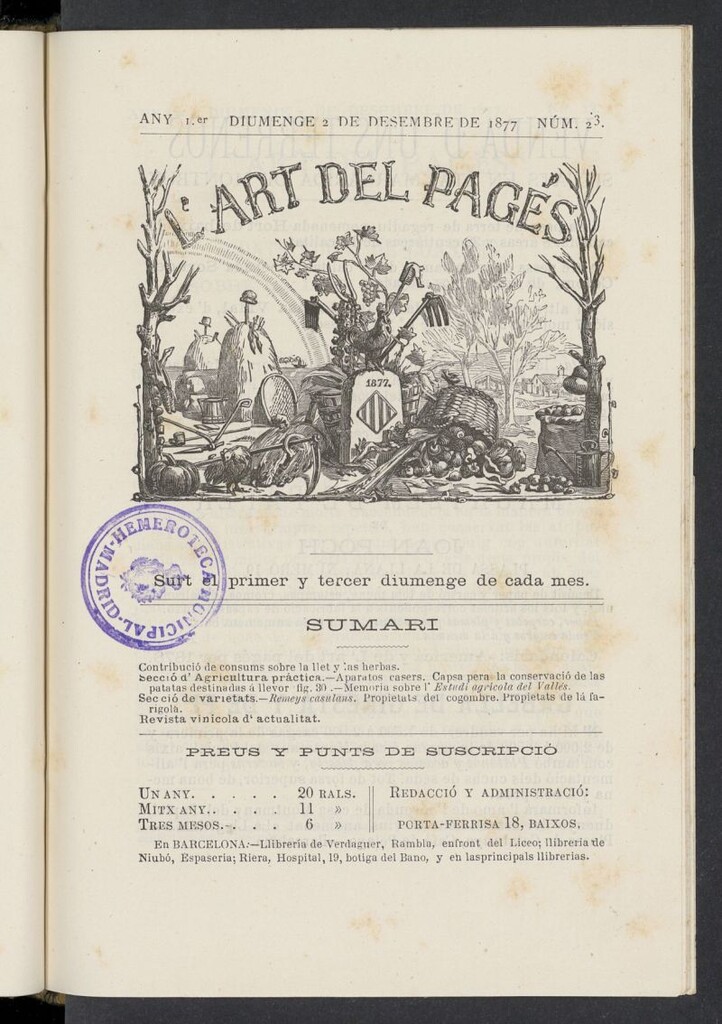 ANY 1.er DIUMENGE 2 DE DESEMBRE DE 1877 NÚM. 23.
L'ART DEL PAGÉS
1877.
HEMEROTECA MUNICIPAL
MADRID
Surt el primer y tercer diumenge de cada mes.
SUMARI
Contribució de consums sobre la llet y las herbas.
Secció d' Agricultura práctica.—Aparatos casers. Capsa pera la conservació de las
patatas destinadas á llevor fig. 30.—Memoria sobre l' Estudi agrícola del Vallés.
Secció de varietats.—Remeys casulans. Propietats del cogombre. Propietats de lá fa-
rigola.
Revista vinícola d' actualitat.
PREUS Y PUNTS DE SUSCRIPCIÓ
UN ANY. . . . . 20 RALS.
MITX ANY. . . . 11 »
TRES MESOS.-. . . 6 »
REDACCIÓ Y ADMINISTRACIÓ:
PORTA-FERRISA 18, BAIXOS,
En BARCELONA:—Llibrería de Verdaguer, Rambla, enfront del Liceo; llibreria de
Niubó, Espaseria; Riera, Hospital, 19, botiga del Bano, y en lasprincipals llibrerias.